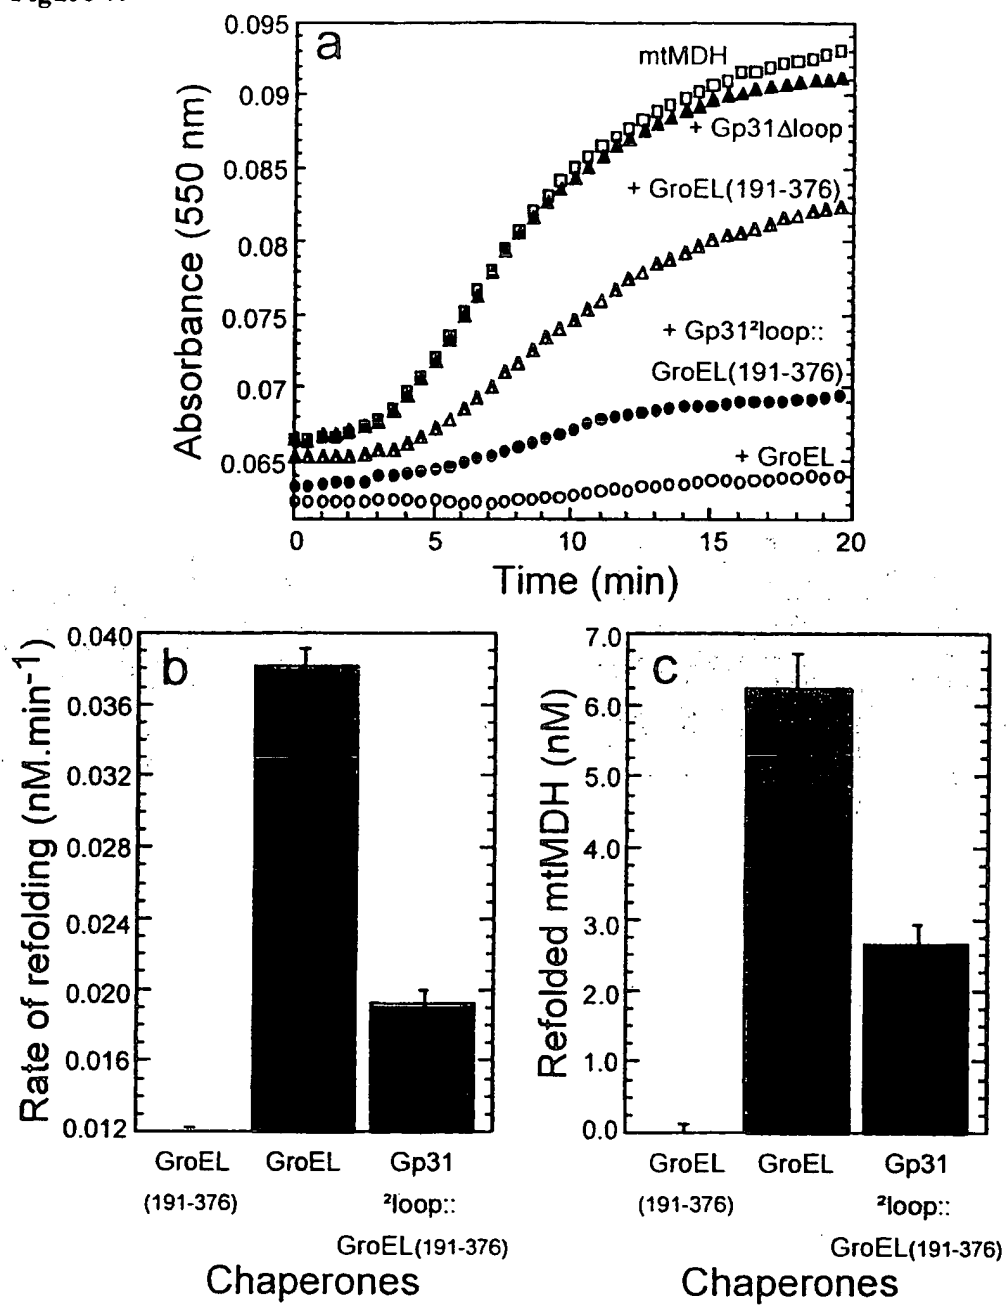 a
0.095
0.09
0.085
0.08
0.075
0.07
0.065
Absorbance (550 nm)
mtMDH
+ Gp31Δloop
+ GroEL(191-376)
+ Gp31²loop::
GroEL(191-376)
+ GroEL
0 5 10 15 20
Time (min)
b
0.040
0.036
0.032
0.028
0.024
0.020
0.016
0.012
Rate of refolding (nM.min-1)
GroEL GroEL Gp31
(191-376) ²loop::
GroEL(191-376)
Chaperones
c
7.0
6.0
5.0
4.0
3.0
2.0
1.0
0.0
Refolded mtMDH (nM)
GroEL GroEL Gp31
(191-376) ²loop::
GroEL(191-376)
Chaperones